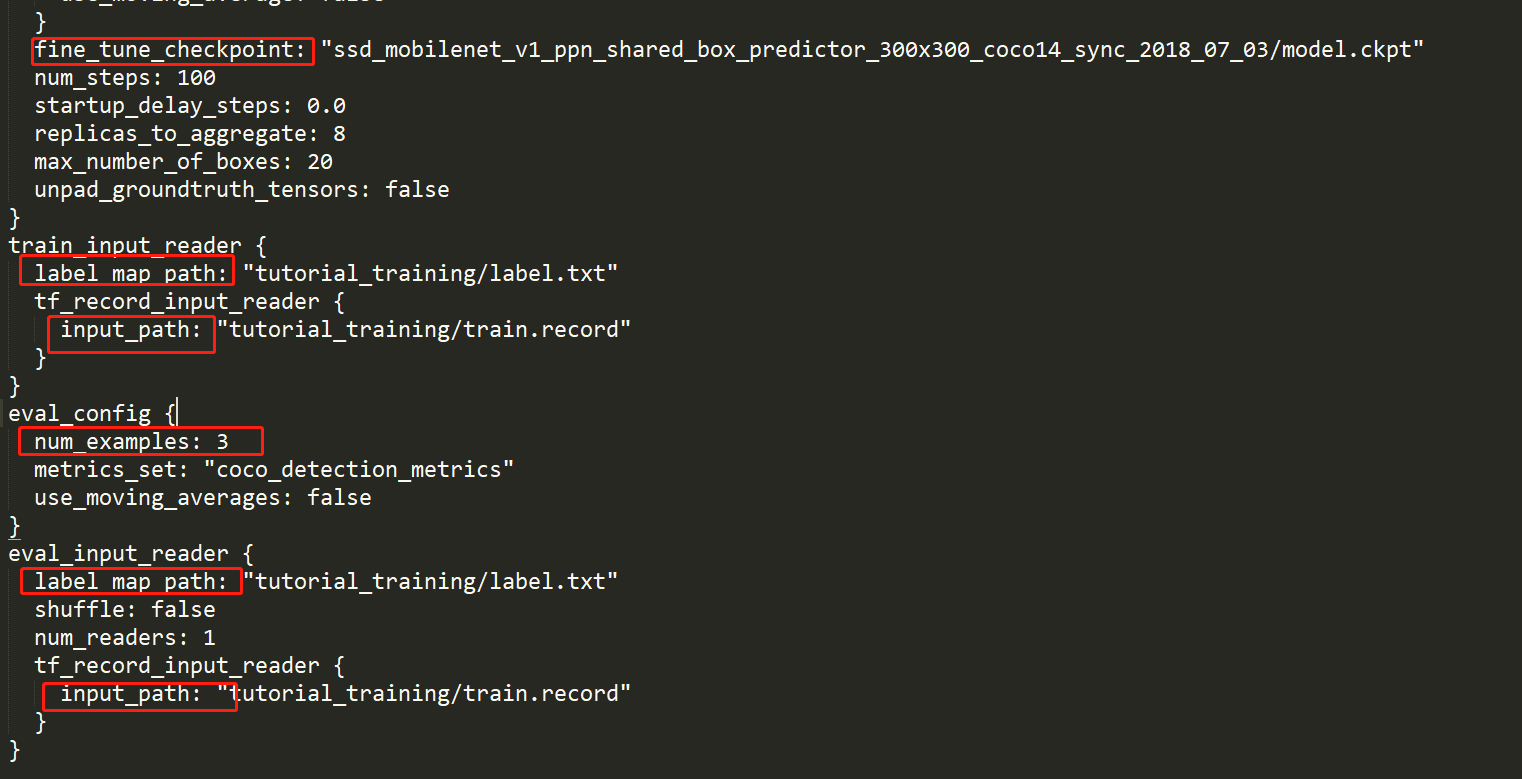 use_moving_average: false
}
fine_tune_checkpoint: "ssd_mobilenet_v1_ppn_shared_box_predictor_300x300_coco14_sync_2018_07_03/model.ckpt"
num_steps: 100
startup_delay_steps: 0.0
replicas_to_aggregate: 8
max_number_of_boxes: 20
unpad_groundtruth_tensors: false
}
train_input_reader {
label_map_path: "tutorial_training/label.txt"
tf_record_input_reader {
input_path: "tutorial_training/train.record"
}
}
eval_config {
num_examples: 3
metrics_set: "coco_detection_metrics"
use_moving_averages: false
}
eval_input_reader {
label_map_path: "tutorial_training/label.txt"
shuffle: false
num_readers: 1
tf_record_input_reader {
input_path: "tutorial_training/train.record"
}
}